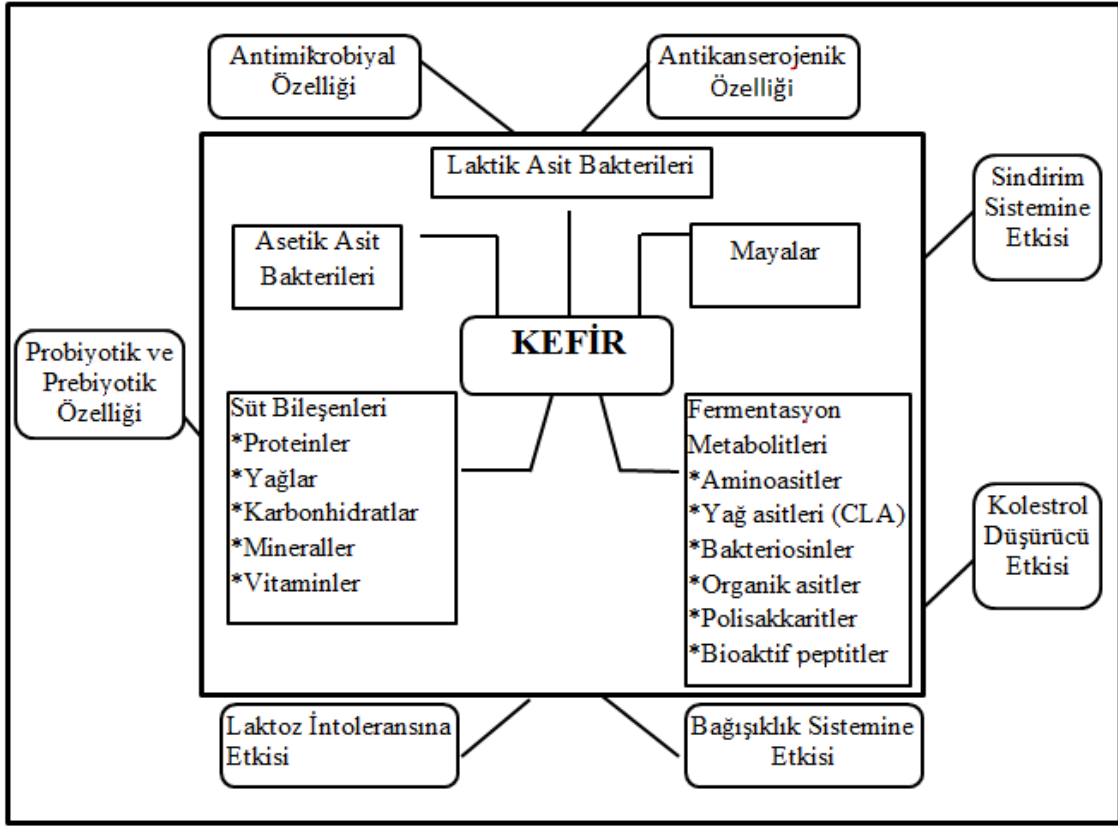 Antimikrobiyal
Özelliği
Antikanserojenik
Özelliği
Laktik Asit Bakterileri
Sindirim
Sistemine
Etkisi
Asetik Asit
Bakterileri
Mayalar
KEFİR
Probiyotik ve
Prebiyotik
Özelliği
Süt Bileşenleri
*Proteinler
*Yağlar
*Karbonhidratlar
*Mineraller
*Vitaminler
Fermentasyon
Metabolitleri
*Aminoasitler
*Yağ asitleri (CLA)
*Bakteriosinler
*Organik asitler
*Polisakkaritler
*Bioaktif peptitler
Kolestrol
Düşürücü
Etkisi
Laktoz İntoleransına
Etkisi
Bağışıklık Sistemine
Etkisi